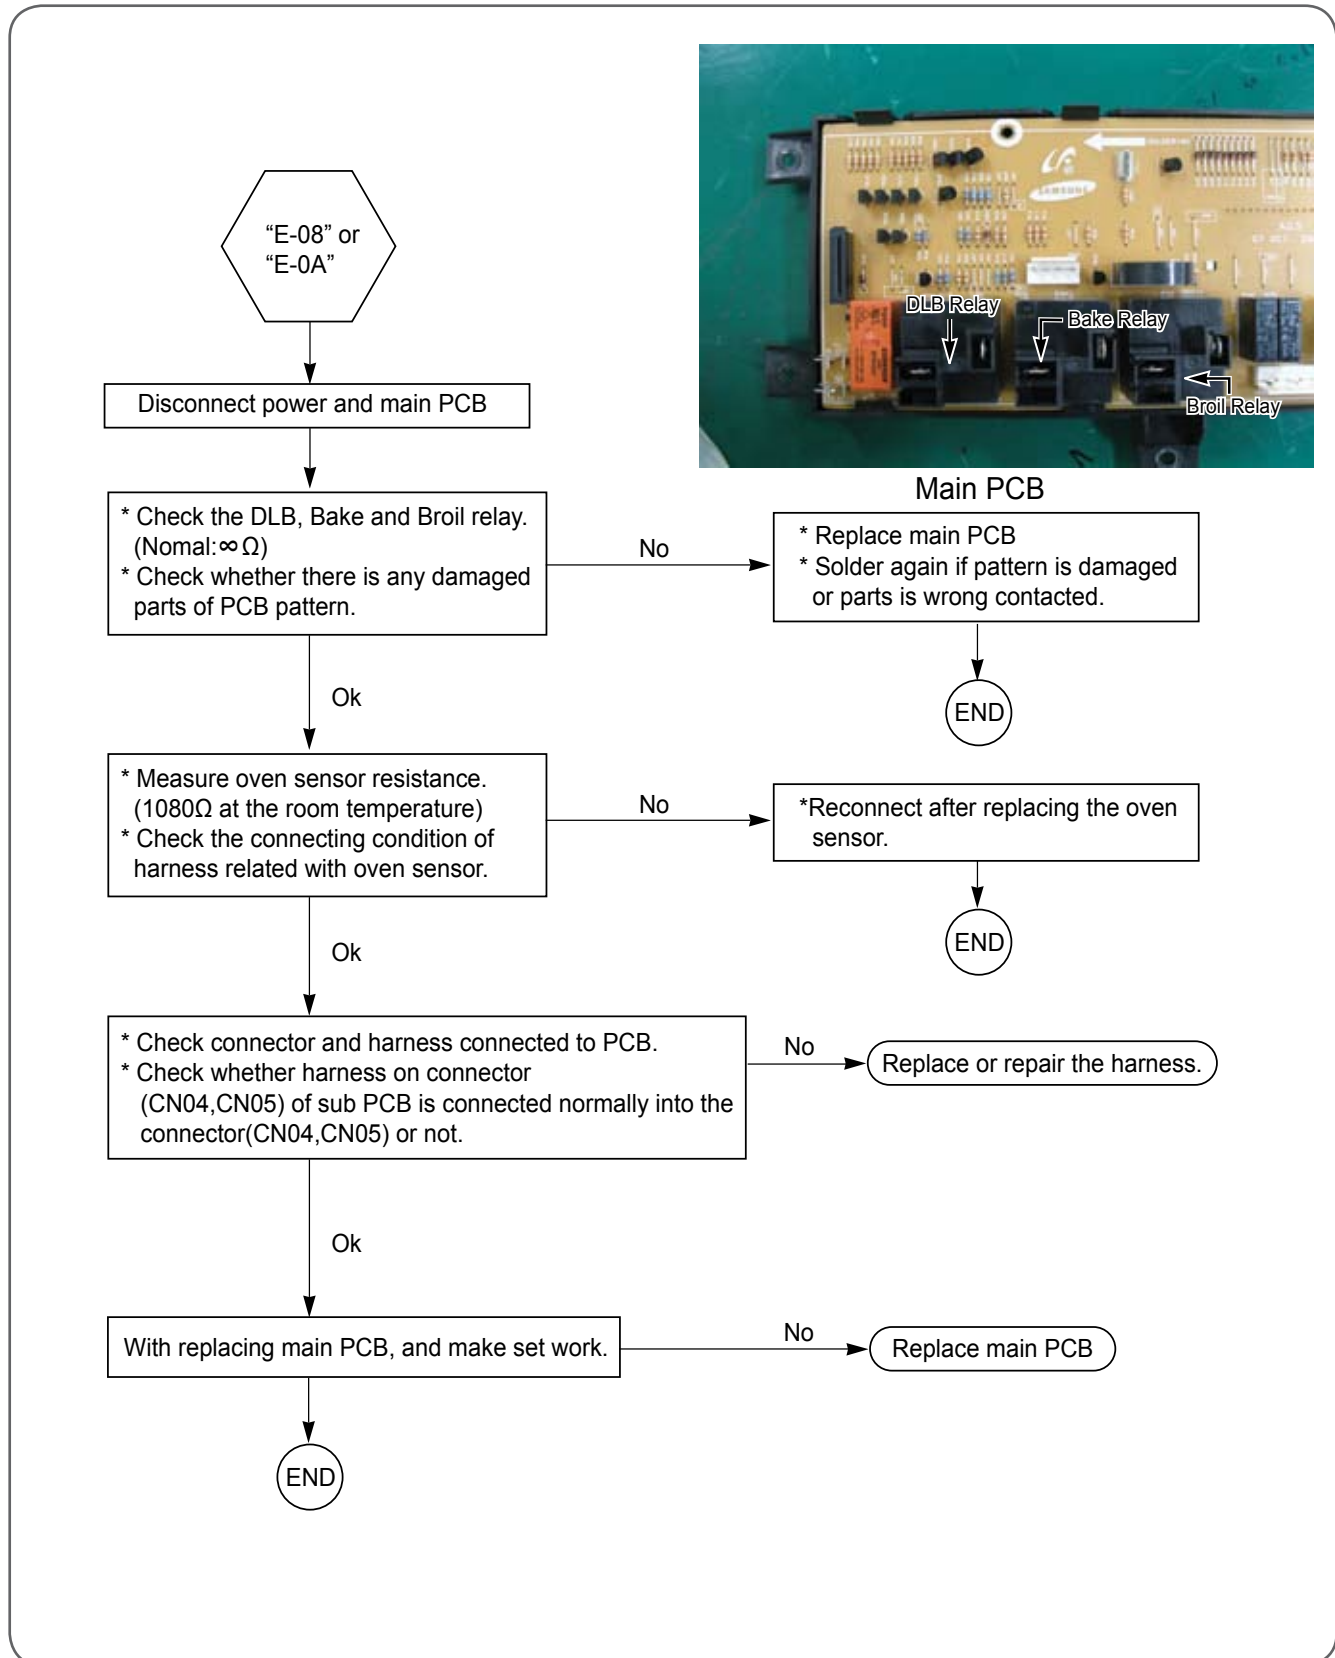 “E-08” or
“E-0A”
Disconnect power and main PCB
SAMSUNG
DLB Relay
Bake Relay
Broil Relay
Main PCB
* Check the DLB, Bake and Broil relay.
(Nomal:∞Ω)
* Check whether there is any damaged
parts of PCB pattern.
No
* Replace main PCB
* Solder again if pattern is damaged
or parts is wrong contacted.
END
Ok
* Measure oven sensor resistance.
(1080Ω at the room temperature)
* Check the connecting condition of
harness related with oven sensor.
No
*Reconnect after replacing the oven
sensor.
END
Ok
* Check connector and harness connected to PCB.
* Check whether harness on connector
(CN04,CN05) of sub PCB is connected normally into the
connector(CN04,CN05) or not.
No
Replace or repair the harness.
Ok
With replacing main PCB, and make set work.
No
Replace main PCB
END